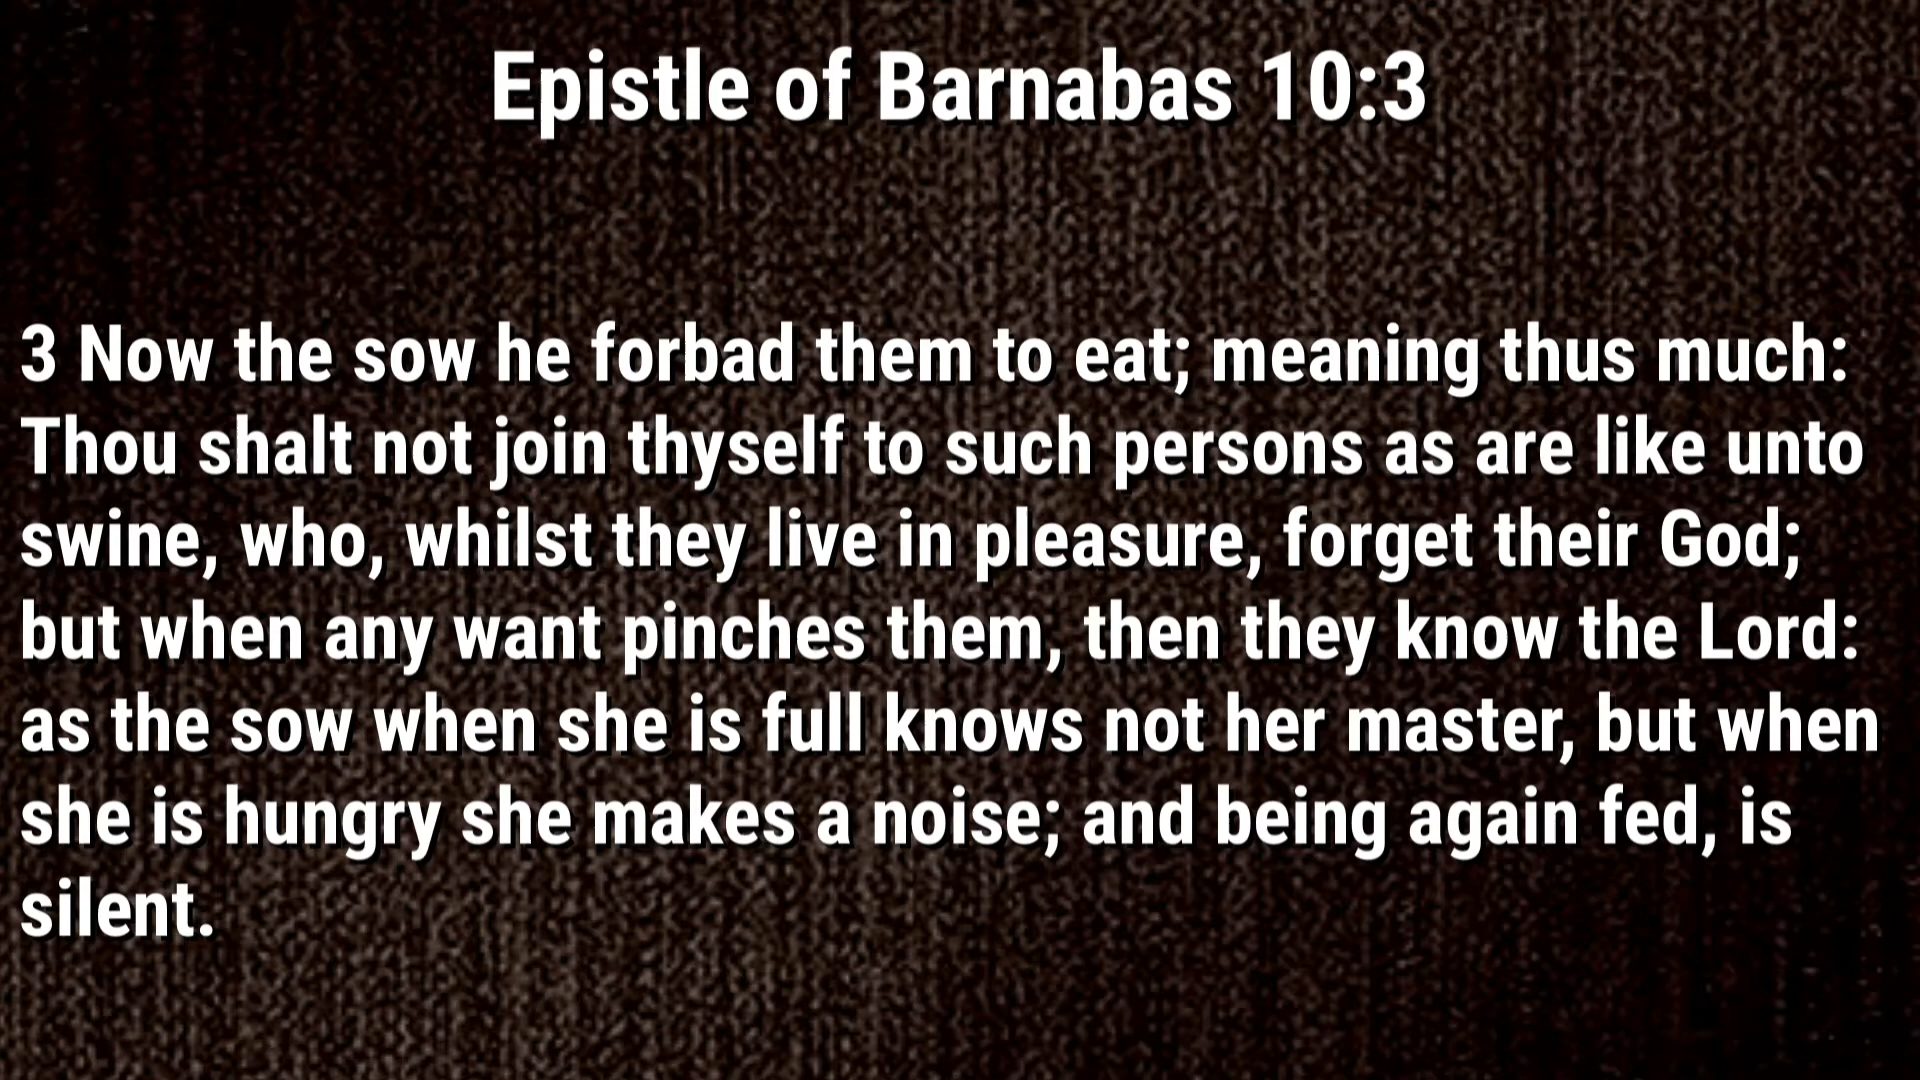 Epistle of Barnabas 10:3
3 Now the sow he forbad them to eat; meaning thus much:
Thou shalt not join thyself to such persons as are like unto
swine, who, whilst they live in pleasure, forget their God;
but when any want pinches them, then they know the Lord:
as the sow when she is full knows not her master, but when
she is hungry she makes a noise; and being again fed, is
silent.